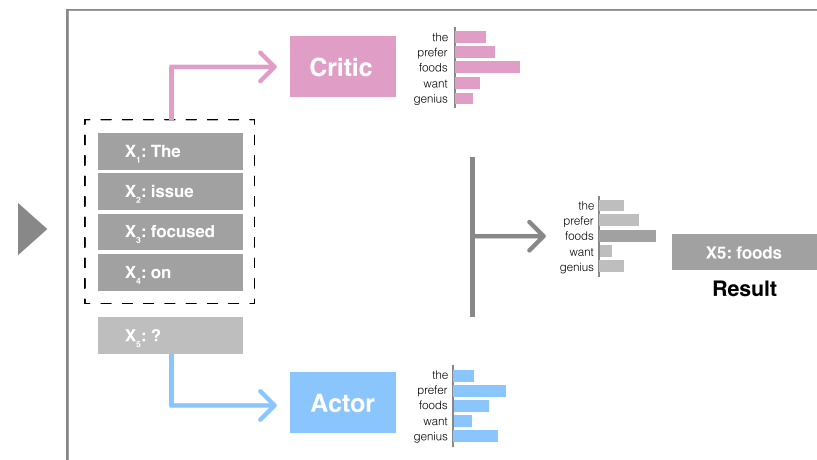 the
prefer
foods
want
genius
Critic
X₁: The
X₂: issue
X₃: focused
X₄: on
X₅: ?
the
prefer
foods
want
genius
X5: foods
Result
Actor
the
prefer
foods
want
genius